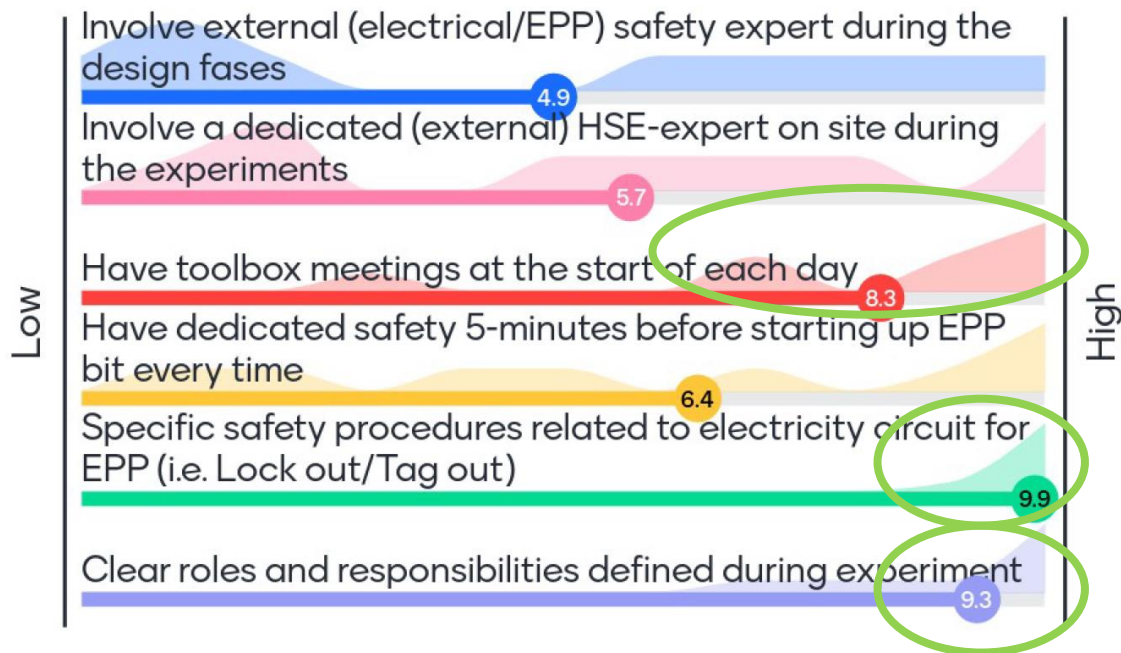 Involve external (electrical/EPP) safety expert during the
design fases
4.9
Involve a dedicated (external) HSE-expert on site during
the experiments
5.7
Have toolbox meetings at the start of each day
8.3
Low
High
Have dedicated safety 5-minutes before starting up EPP
bit every time
6.4
Specific safety procedures related to electricity circuit for
EPP (i.e. Lock out/Tag out)
9.9
Clear roles and responsibilities defined during experiment
9.3